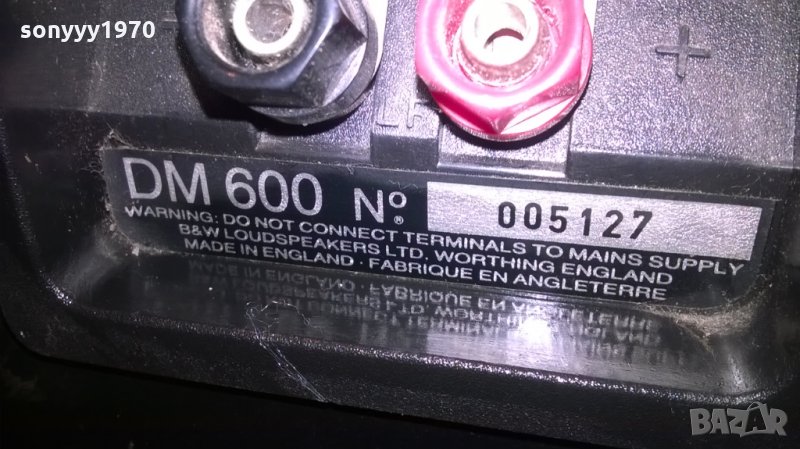 sonyyy1970
+
LF
DM 600 Nº. 005127
WARNING: DO NOT CONNECT TERMINALS TO MAINS SUPPLY
B&W LOUDSPEAKERS LTD. WORTHING ENGLAND
MADE IN ENGLAND · FABRIQUE EN ANGLETERRE
BAZAR